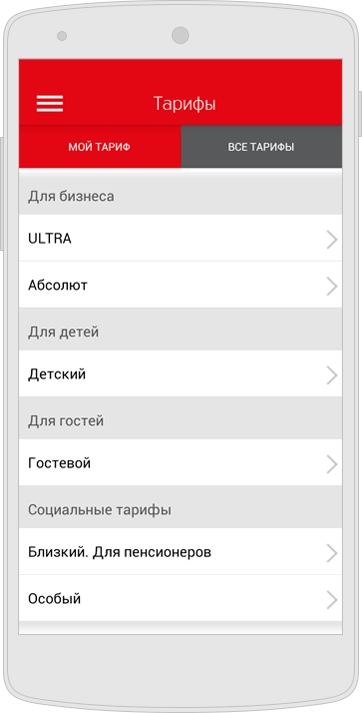 Тарифы
МОЙ ТАРИФ
ВСЕ ТАРИФЫ
Для бизнеса
ULTRA
Абсолют
Для детей
Детский
Для гостей
Гостевой
Социальные тарифы
Близкий. Для пенсионеров
Особый